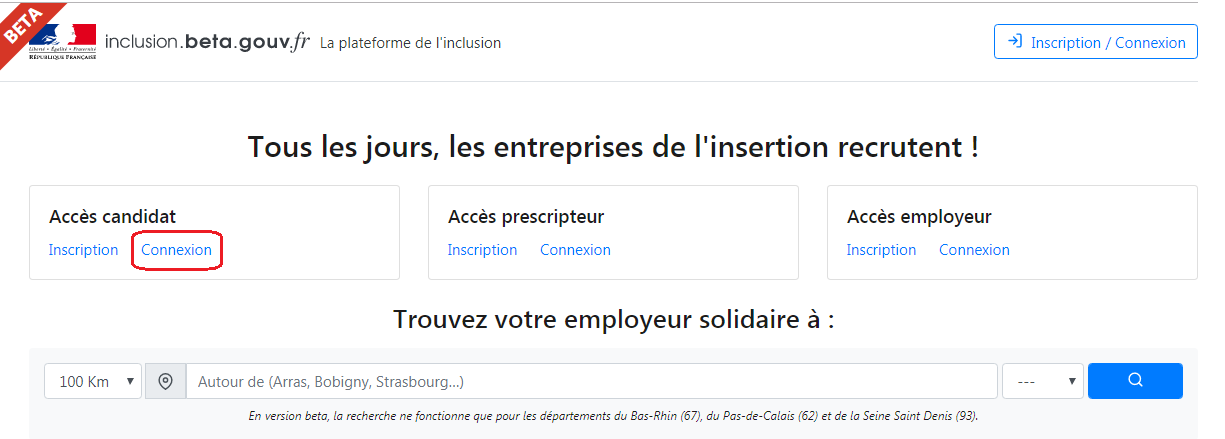 BETA
Liberté • Égalité • Fraternité
RÉPUBLIQUE FRANÇAISE
inclusion.beta.gouv.fr La plateforme de l'inclusion
Inscription / Connexion
Tous les jours, les entreprises de l'insertion recrutent !
Accès candidat
Inscription Connexion
Accès prescripteur
Inscription Connexion
Accès employeur
Inscription Connexion
Trouvez votre employeur solidaire à :
100 Km Autour de (Arras, Bobigny, Strasbourg...) ---
En version beta, la recherche ne fonctionne que pour les départements du Bas-Rhin (67), du Pas-de-Calais (62) et de la Seine Saint Denis (93).